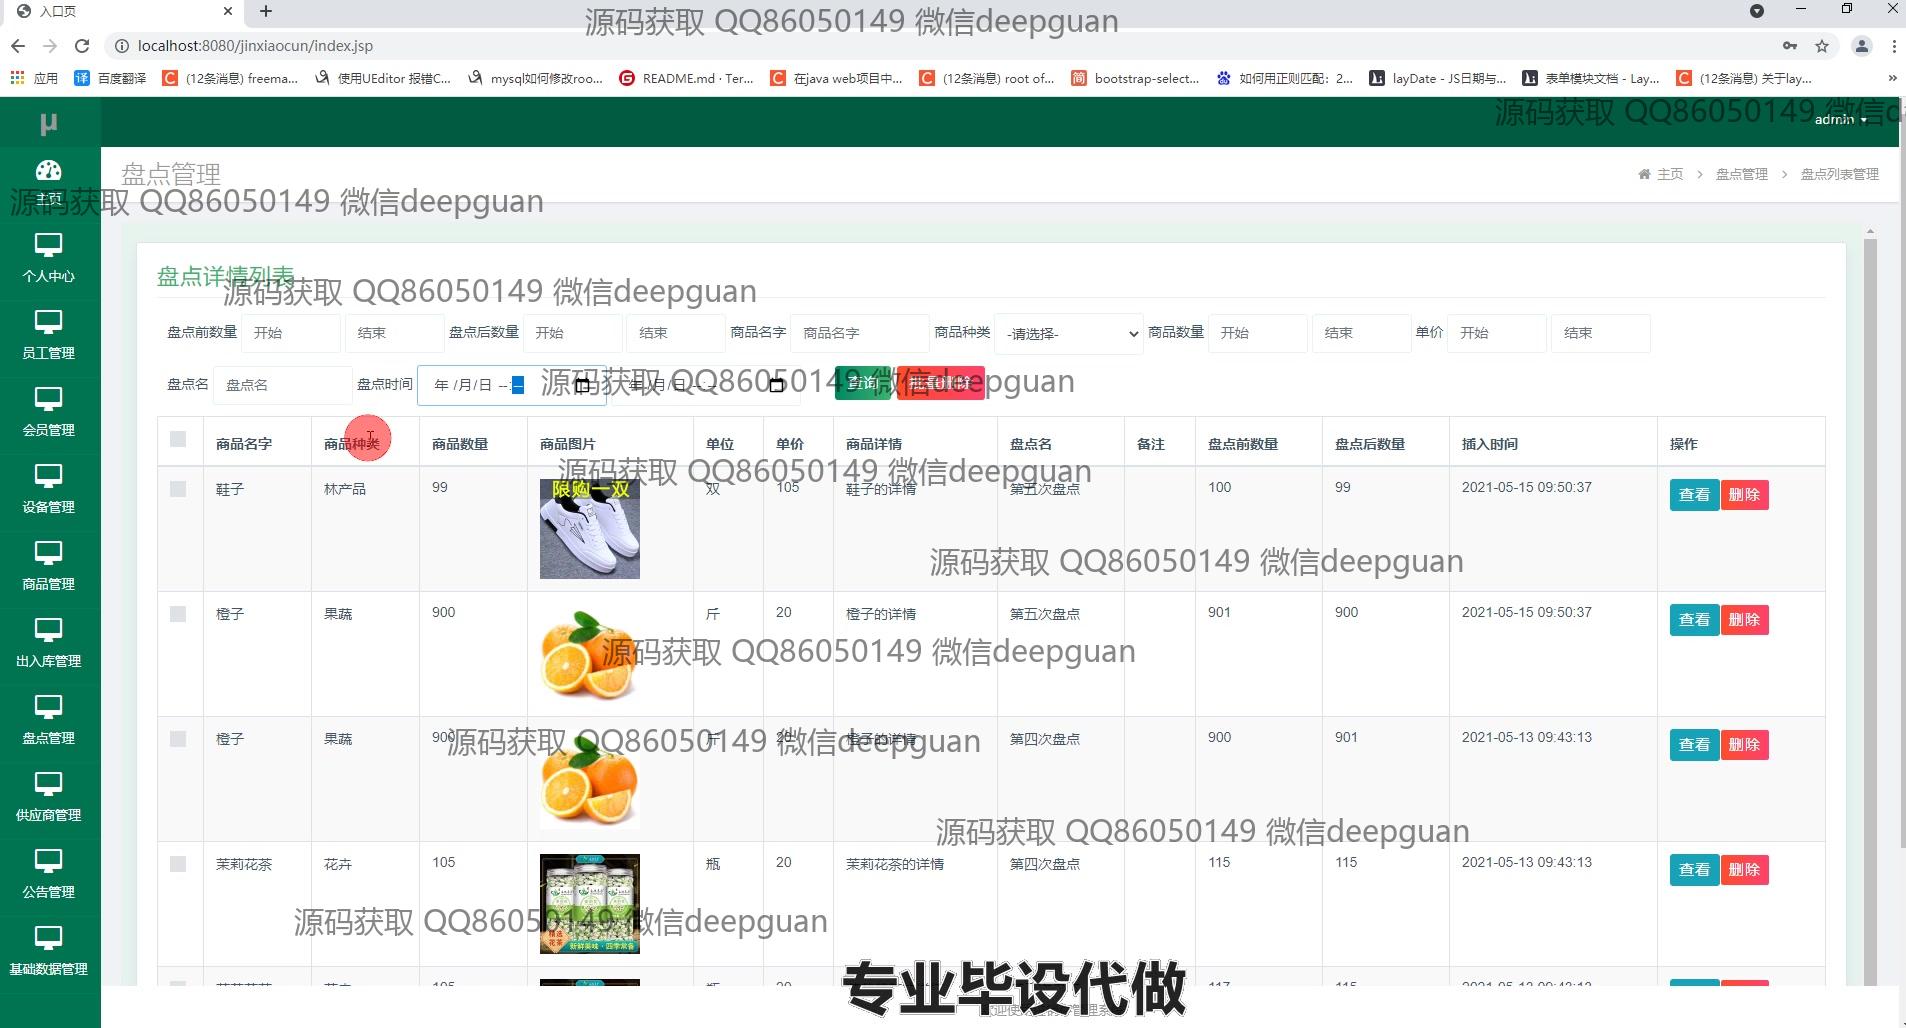 入口页
源码获取 QQ86050149 微信deepguan
localhost:8080/jinxiaocun/index.jsp
应用 百度翻译 (12条消息) freema... 使用UEditor 报错C... mysql如何修改roo... README.md · Ter... 在java web项目中... (12条消息) root of... bootstrap-select... 如何用正则匹配：2... layDate - JS日期与... 表单模块文档 - Lay... (12条消息) 关于lay...
μ
源码获取 QQ86050149 微信d
admin
盘点管理
主页 > 盘点管理 > 盘点列表管理
主页
源码获取 QQ86050149 微信deepguan
个人中心
员工管理
会员管理
设备管理
商品管理
出入库管理
盘点管理
供应商管理
公告管理
基础数据管理
盘点详情列表
源码获取 QQ86050149 微信deepguan
盘点前数量 开始 结束 盘点后数量 开始 结束 商品名字 商品名字 商品种类 -请选择- 商品数量 开始 结束 单价 开始 结束
盘点名 盘点名 盘点时间 年 /月/日 --:-- 年 /月/日 --:-- 查询 批量删除
源码获取 QQ86050149 微信deepguan
商品名字 商品种类 商品数量 商品图片 单位 单价 商品详情 盘点名 备注 盘点前数量 盘点后数量 插入时间 操作
源码获取 QQ86050149 微信deepguan
鞋子 林产品 99 限购一双 双 105 鞋子的详情 第五次盘点 100 99 2021-05-15 09:50:37 查看 删除
源码获取 QQ86050149 微信deepguan
橙子 果蔬 900 斤 20 橙子的详情 第五次盘点 901 900 2021-05-15 09:50:37 查看 删除
源码获取 QQ86050149 微信deepguan
橙子 果蔬 900 斤 20 橙子的详情 第四次盘点 900 901 2021-05-13 09:43:13 查看 删除
源码获取 QQ86050149 微信deepguan
源码获取 QQ86050149 微信deepguan
茉莉花茶 花卉 105 瓶 20 茉莉花茶的详情 第四次盘点 115 115 2021-05-13 09:43:13 查看 删除
源码获取 QQ86050149 微信deepguan
精选
花茶
新鲜美味·四季常备
专业毕设代做